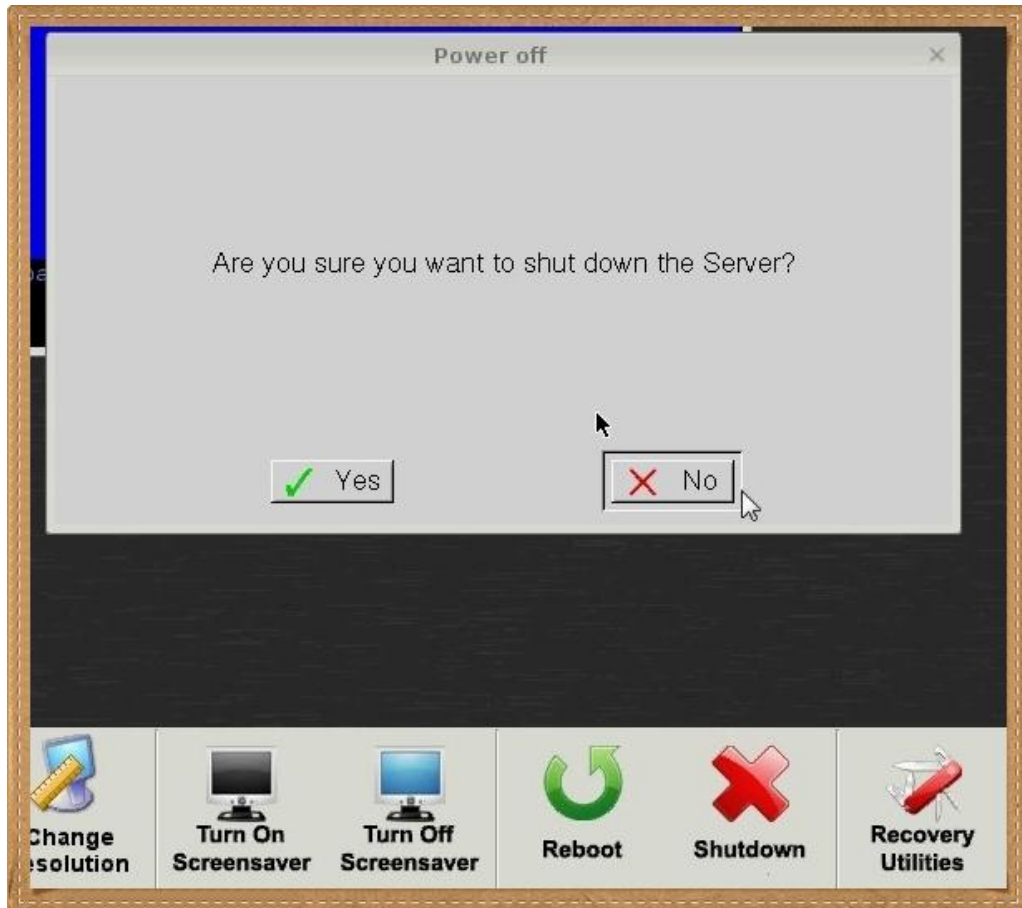 Power off
Are you sure you want to shut down the Server?
Yes
No
Change
Turn On
Screensaver
Turn Off
Screensaver
Reboot
Shutdown
Recovery
Utilities